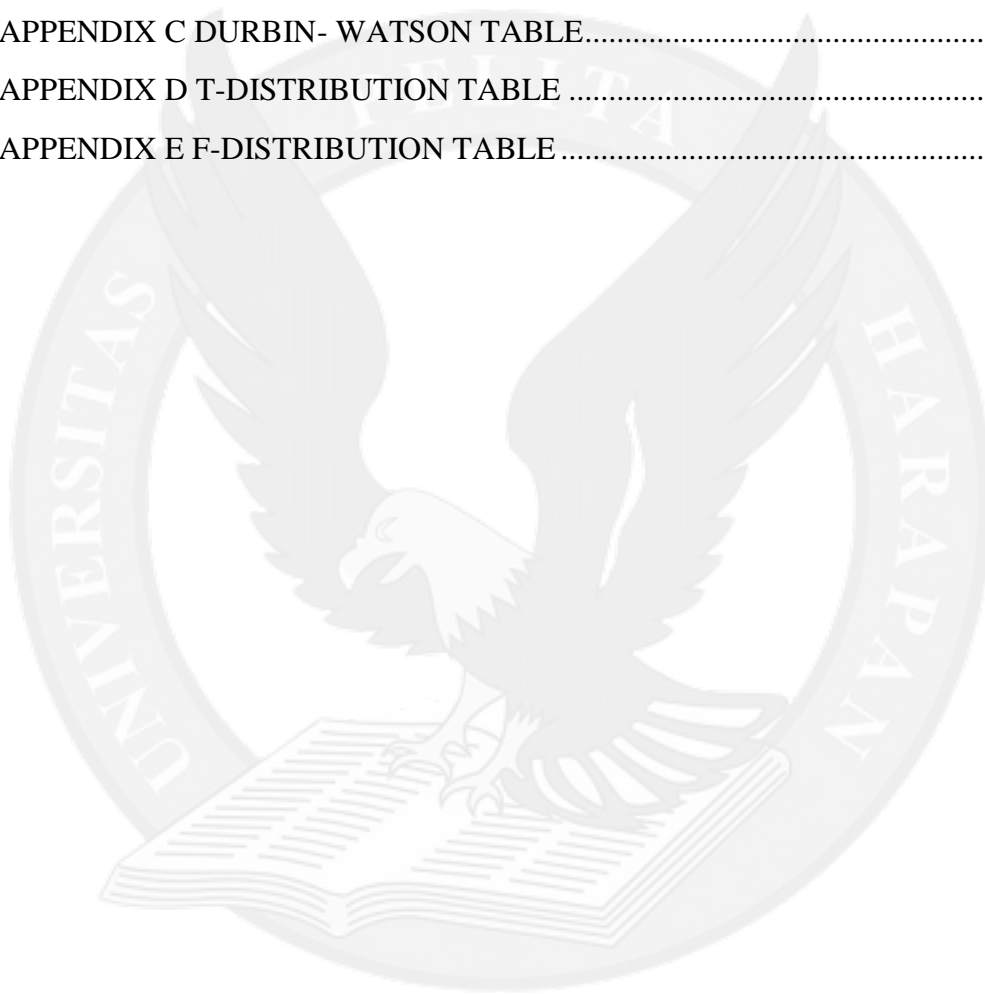 APPENDIX C DURBIN- WATSON TABLE.................................................
APPENDIX D T-DISTRIBUTION TABLE ...................................................
APPENDIX E F-DISTRIBUTION TABLE ....................................................
UNIVERSITAS PELITA HARAPAN